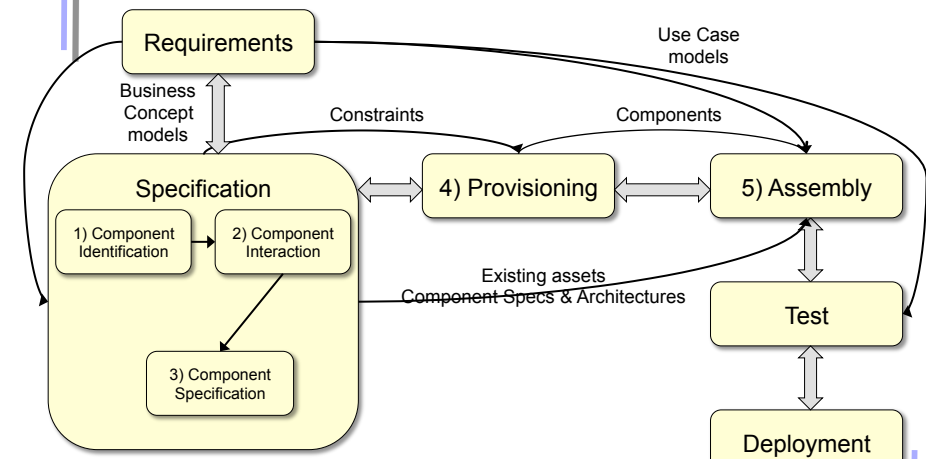 Requirements
Use Case
models
Business
Concept
models
Constraints
Components
Specification
4) Provisioning
5) Assembly
1) Component
Identification
2) Component
Interaction
Existing assets
Component Specs & Architectures
Test
3) Component
Specification
Deployment